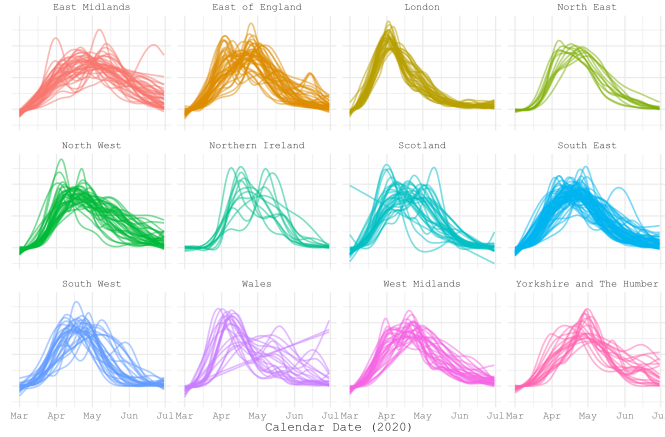 East Midlands East of England London North East
North West Northern Ireland Scotland South East
South West Wales West Midlands Yorkshire and The Humber
Mar Apr May Jun Jul Mar Apr May Jun Jul Mar Apr May Jun Jul Mar Apr May Jun Ju
Calendar Date (2020)